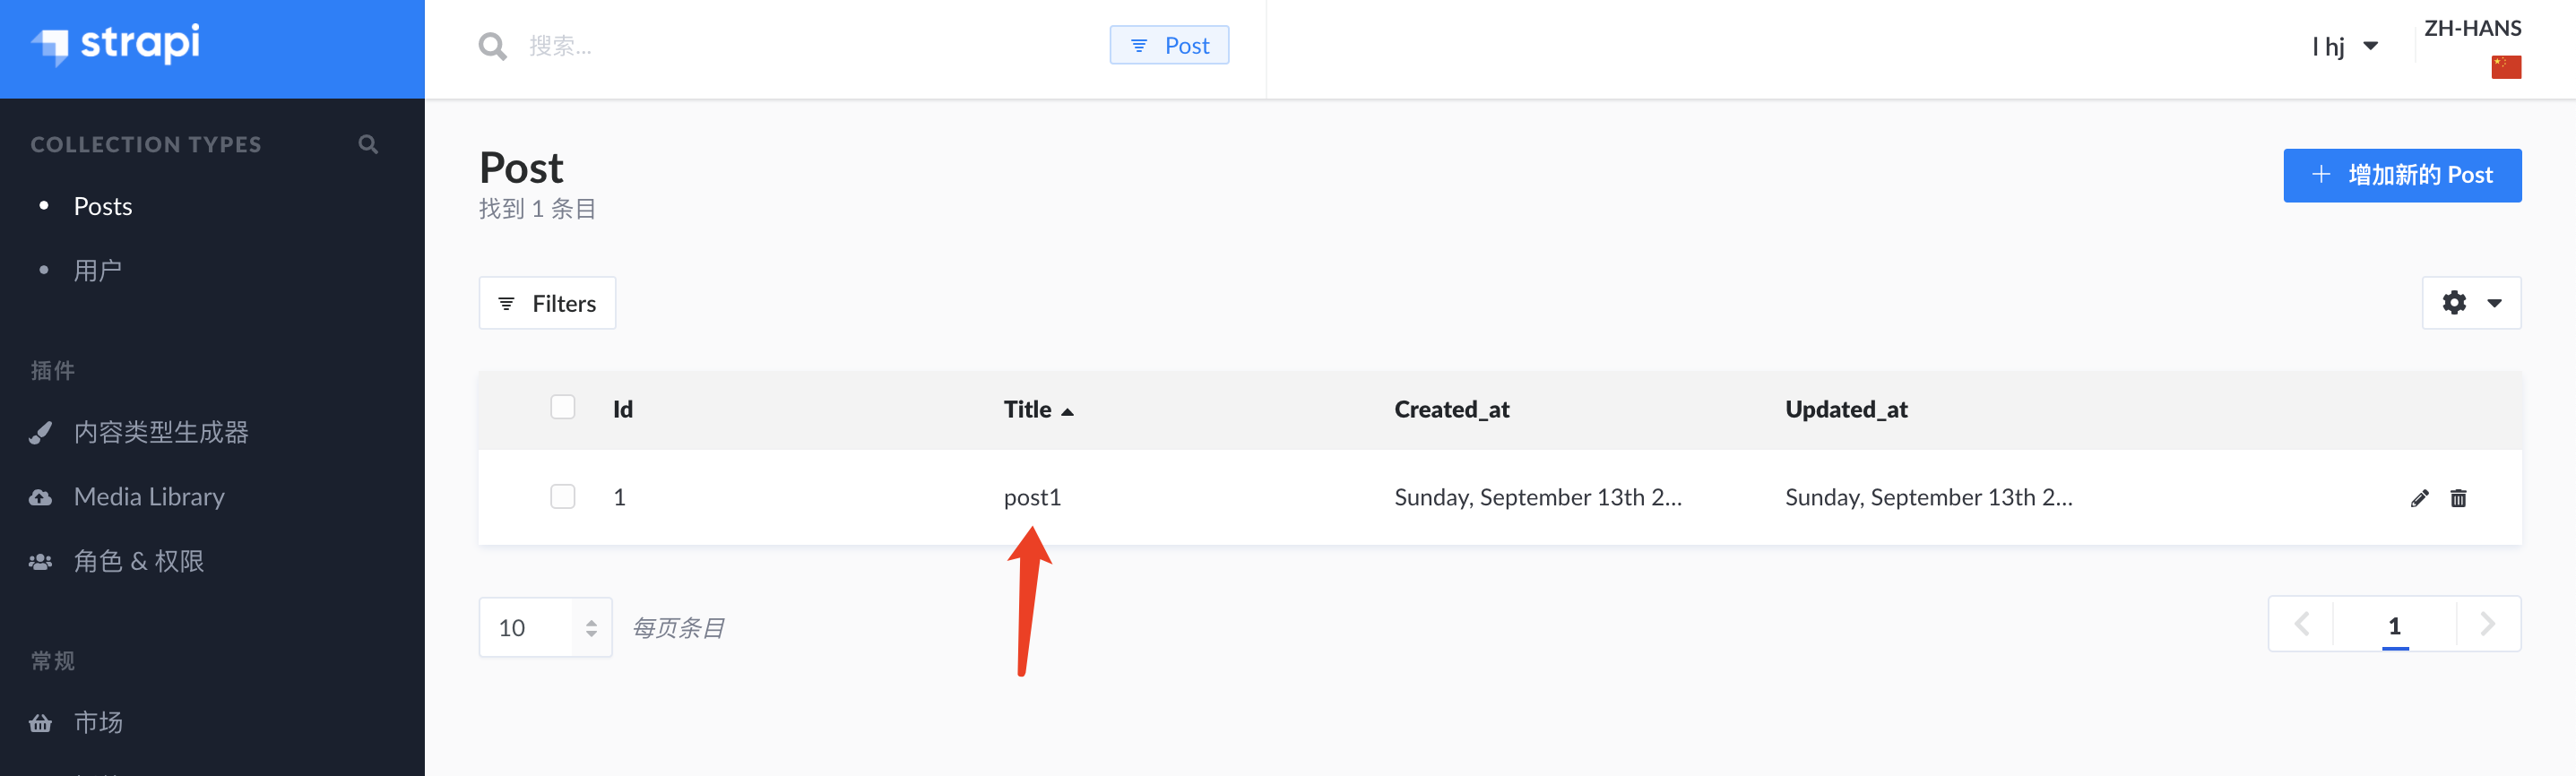 strapi
搜索...
Post
l hj
ZH-HANS
COLLECTION TYPES
Posts
用户
插件
内容类型生成器
Media Library
角色 & 权限
常规
市场
Post
找到 1 条目
增加新的 Post
Filters
Id Title Created_at Updated_at
1 post1 Sunday, September 13th 2... Sunday, September 13th 2...
10 每页条目
1